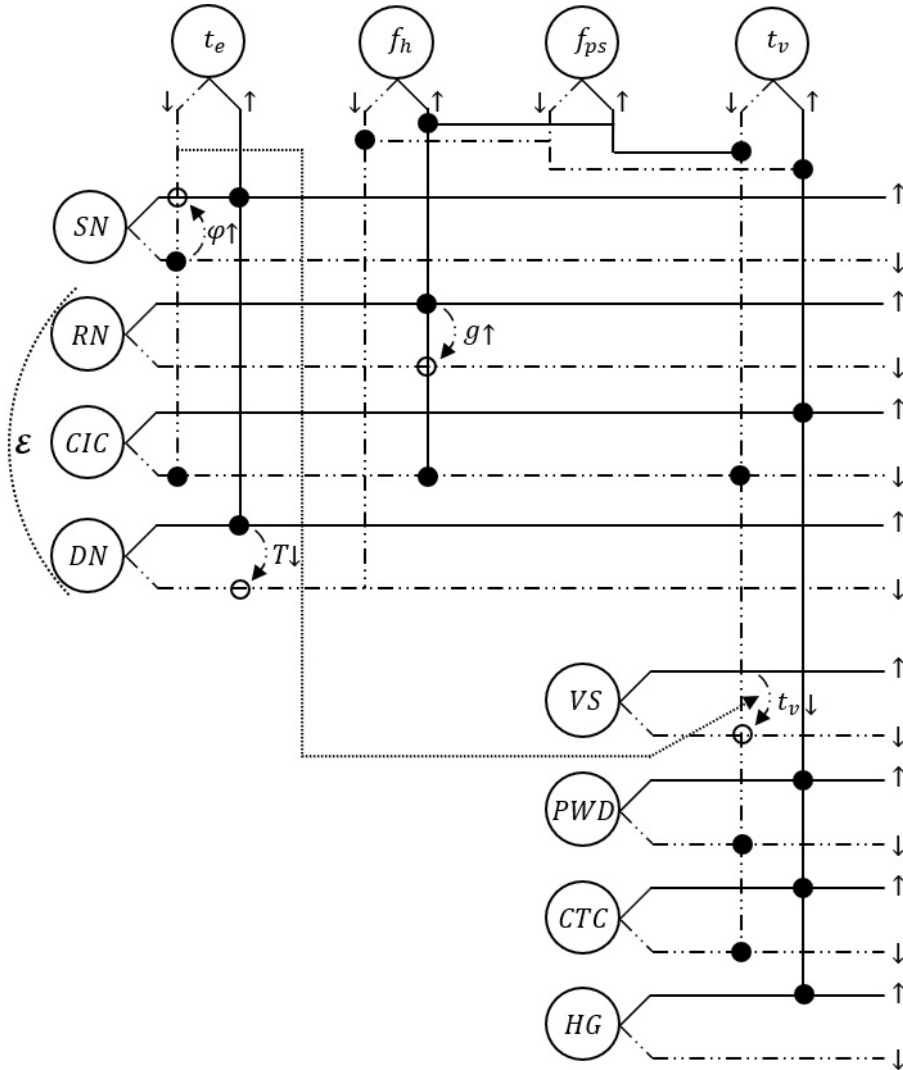 t_e f_h f_ps t_v
↓ ↑ ↓ ↑ ↓ ↑ ↓ ↑
↑
SN φ↑
↓
↑
RN g↑
↓
↑
ε CIC
↓
↑
DN T↓
↓
↑
VS t_v↓
↓
↑
PWD
↓
↑
CTC
↓
↑
HG
↓